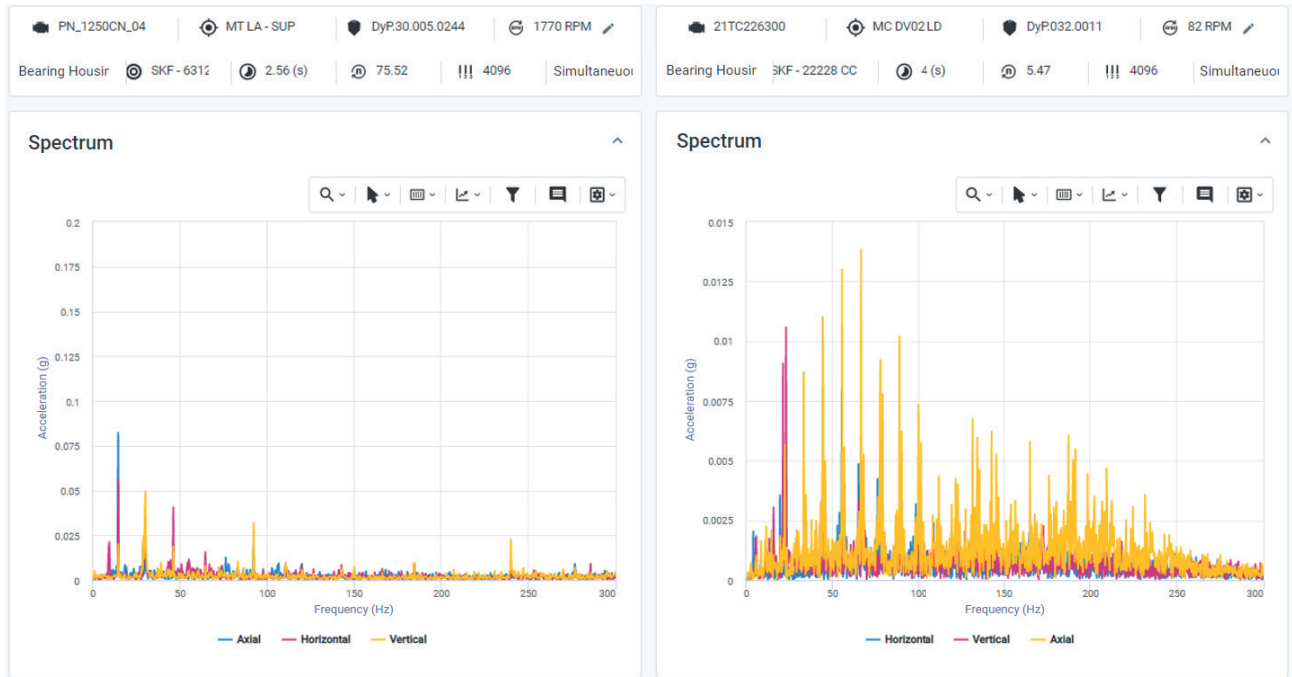 PN_1250CN_04 MT LA - SUP DyP.30.005.0244 1770 RPM
Bearing Housir SKF - 6312 2.56 (s) 75.52 4096 Simultaneuor
Spectrum
0.2
0.175
0.15
0.125
0.1
0.075
0.05
0.025
0
Acceleration (g)
0 50 100 150 200 250 300
Frequency (Hz)
Axial Horizontal Vertical
21TC226300 MC DV02 LD DyP.032.0011 82 RPM
Bearing Housir SKF - 22228 CC 4 (s) 5.47 4096 Simultaneuor
Spectrum
0.015
0.0125
0.01
0.0075
0.005
0.0025
0
Acceleration (g)
0 50 100 150 200 250 300
Frequency (Hz)
Horizontal Vertical Axial